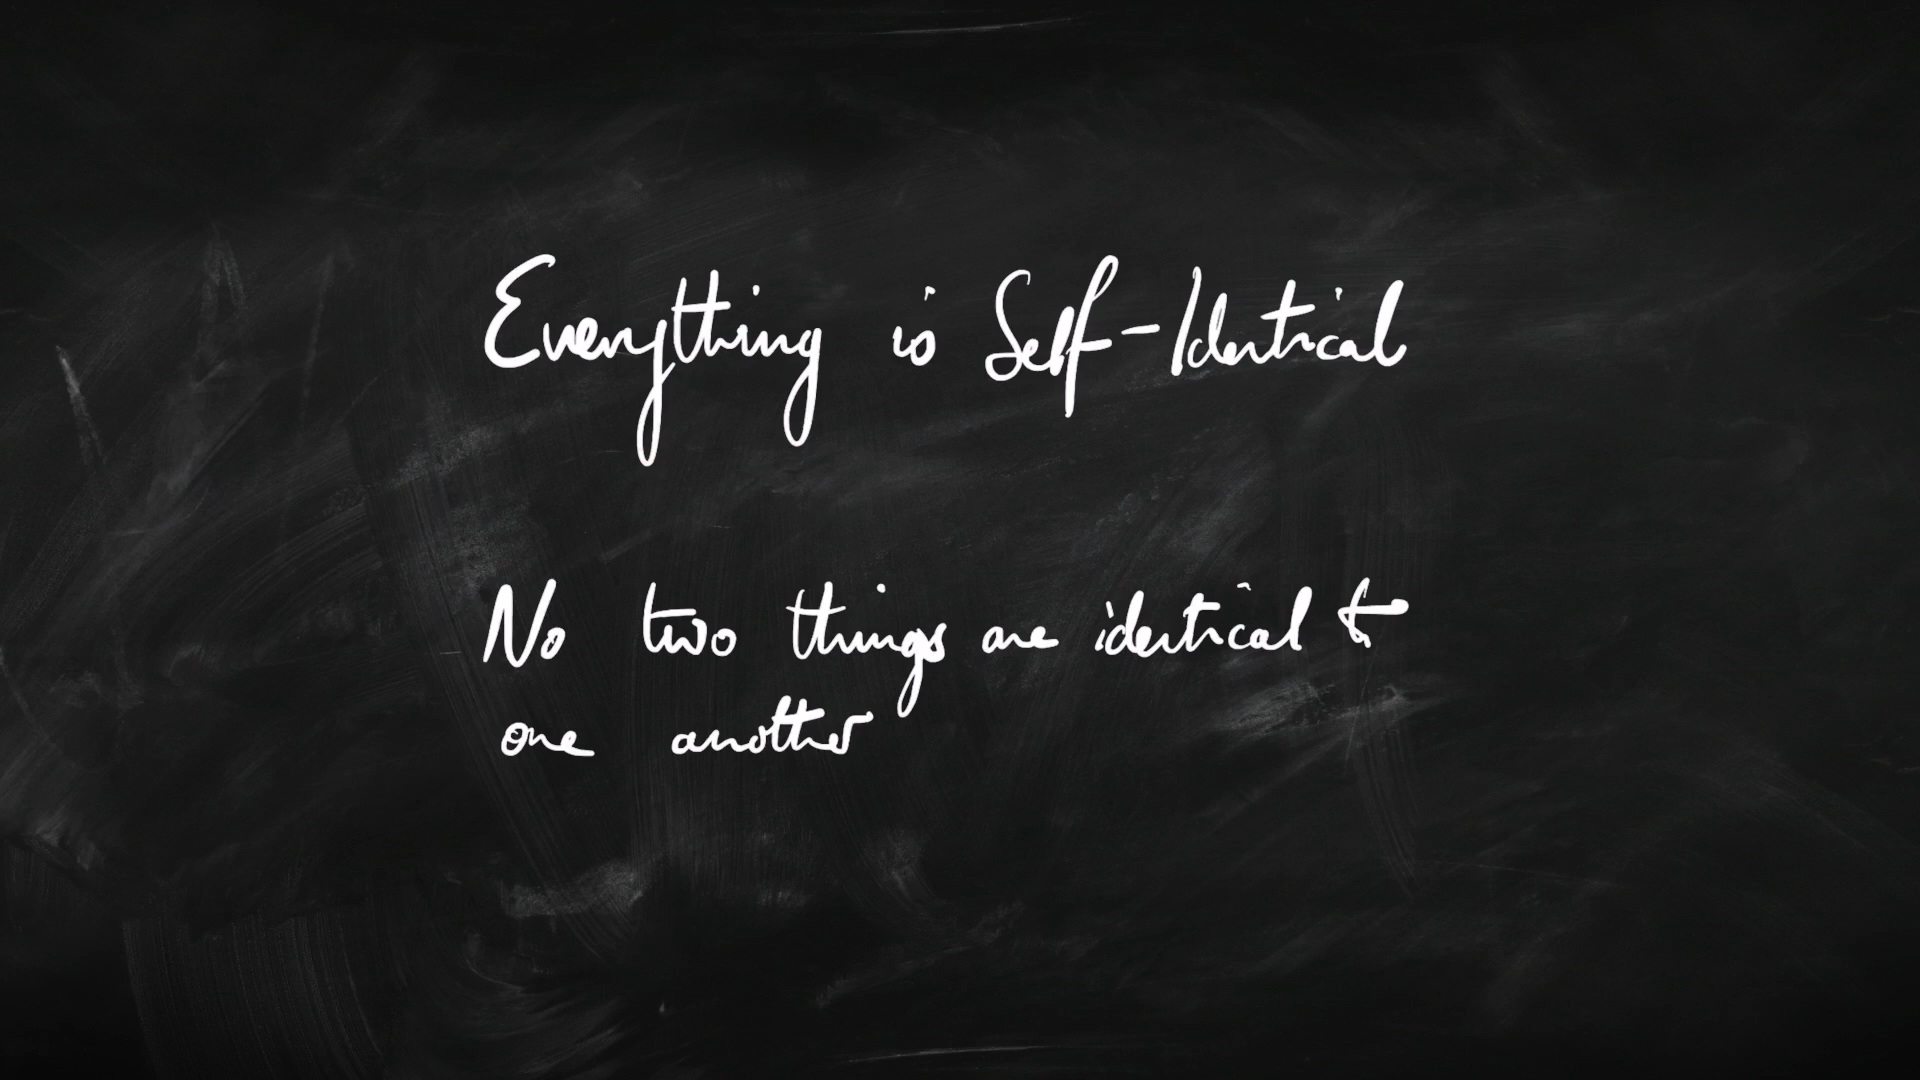 Everything is Self-Identical
No two things are identical to
one another